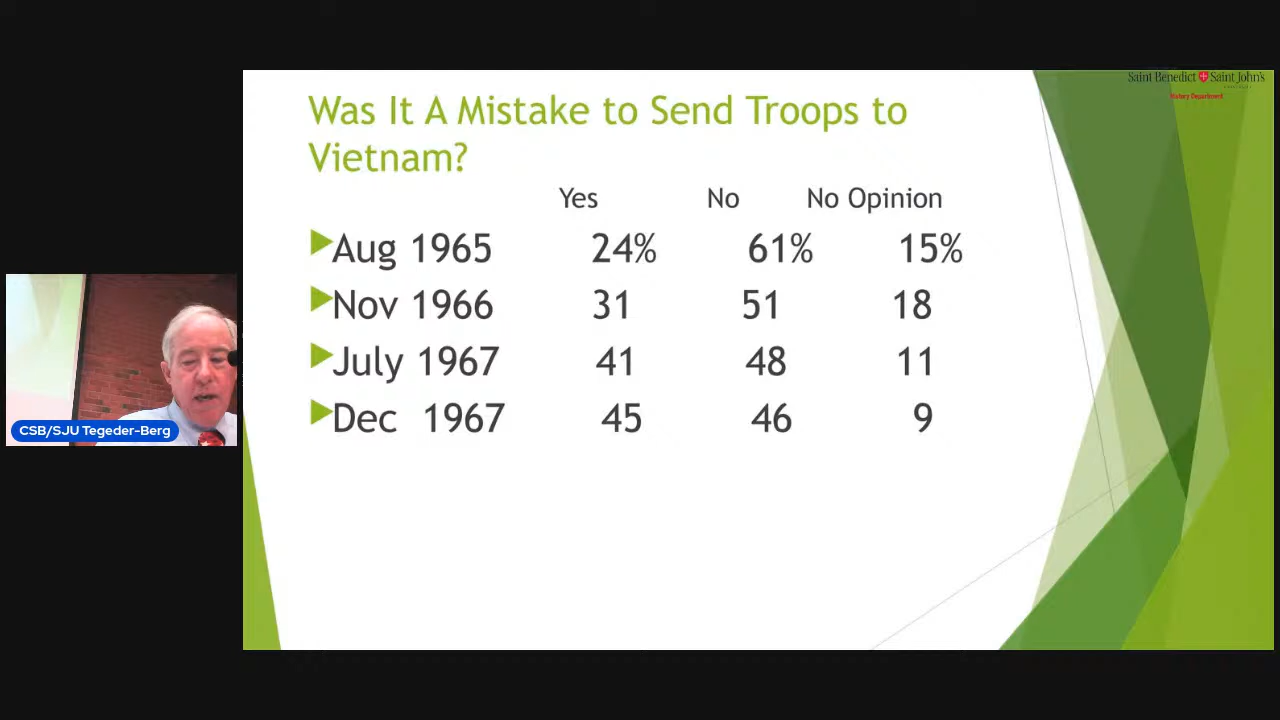 Saint Benedict Saint John's
History Department
Was It A Mistake to Send Troops to
Vietnam?
Yes No No Opinion
Aug 1965 24% 61% 15%
Nov 1966 31 51 18
July 1967 41 48 11
Dec 1967 45 46 9
CSB/SJU Tegeder-Berg